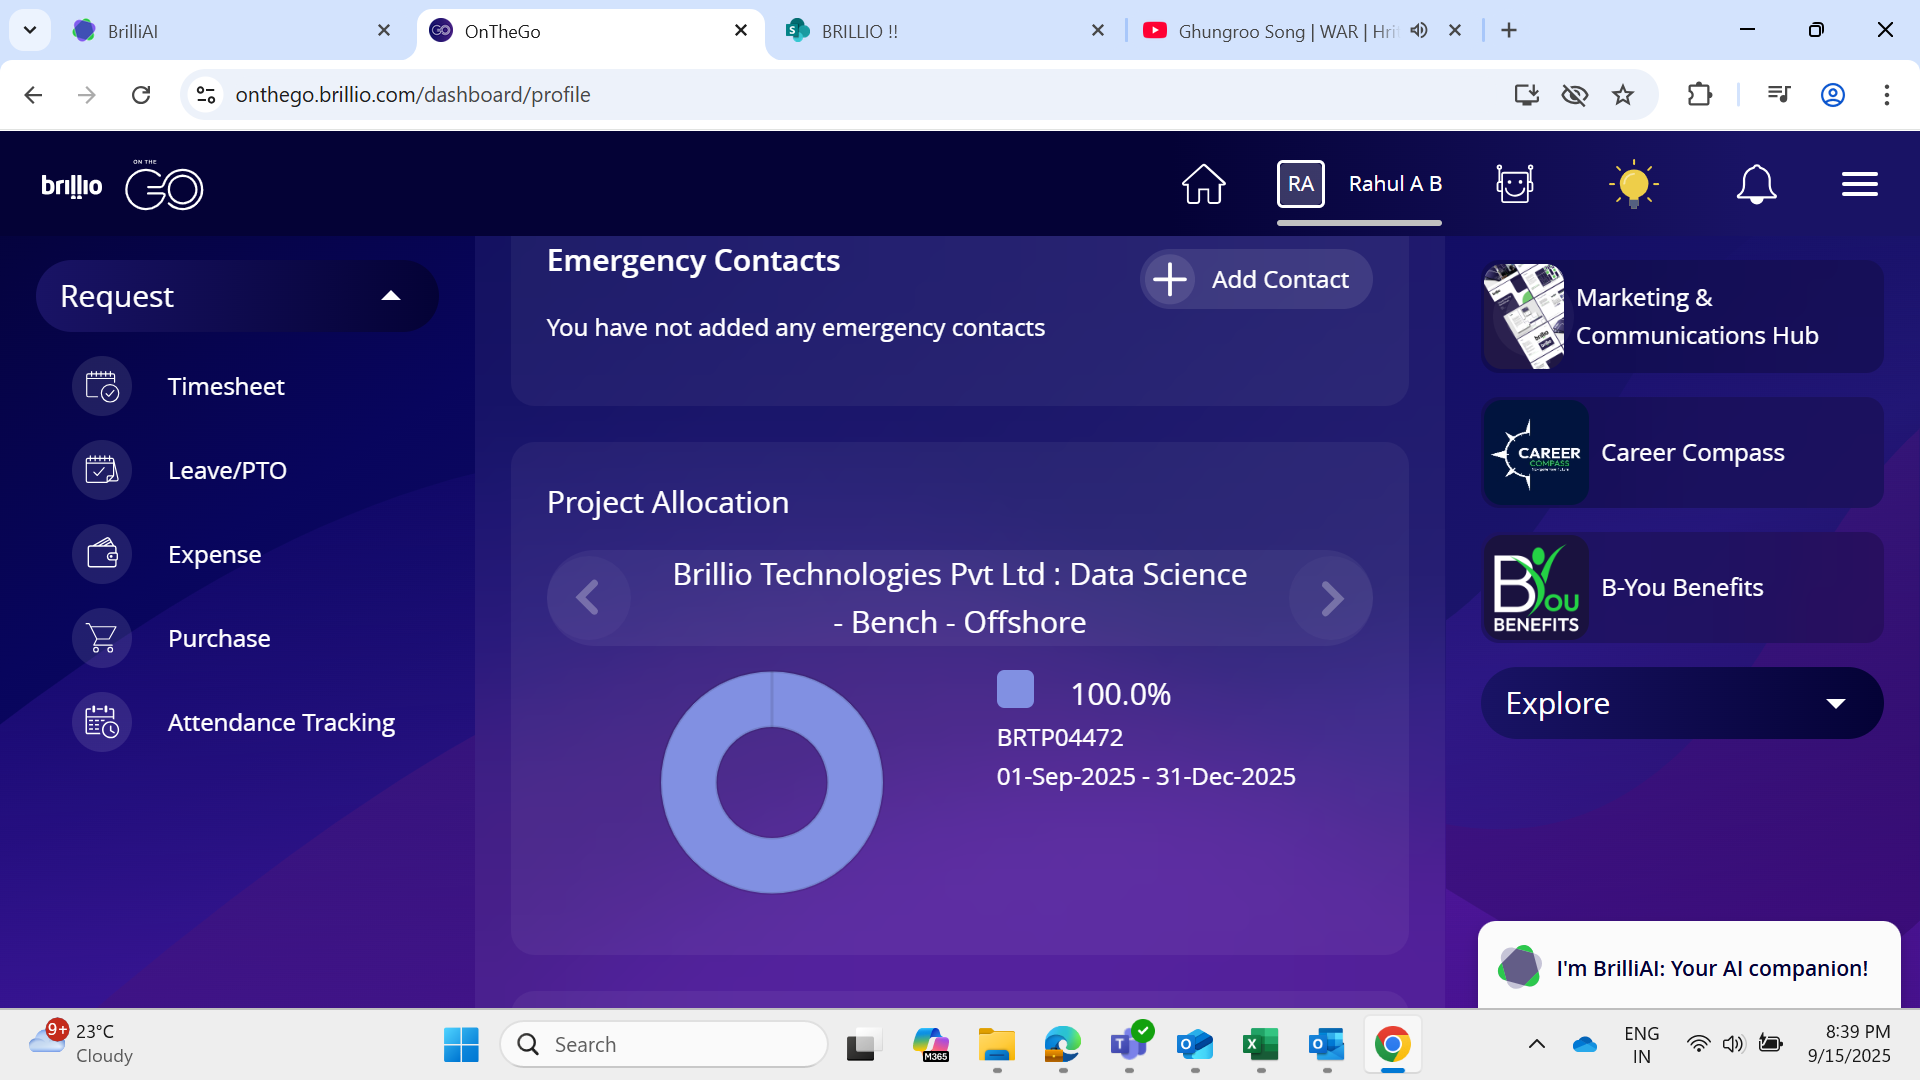 BrilliAI
OnTheGo
BRILLIO !!
Ghungroo Song | WAR | Hri
onthego.brillio.com/dashboard/profile
brillio
ON THE
GO
RA
Rahul A B
Request
Timesheet
Leave/PTO
Expense
Purchase
Attendance Tracking
Emergency Contacts
Add Contact
You have not added any emergency contacts
Project Allocation
Brillio Technologies Pvt Ltd : Data Science
- Bench - Offshore
100.0%
BRTP04472
01-Sep-2025 - 31-Dec-2025
Marketing &
Communications Hub
CAREER
COMPASS
Career Compass
B You
BENEFITS
B-You Benefits
Explore
I'm BrilliAI: Your AI companion!
9+
23°C
Cloudy
Search
M365
ENG
IN
8:39 PM
9/15/2025